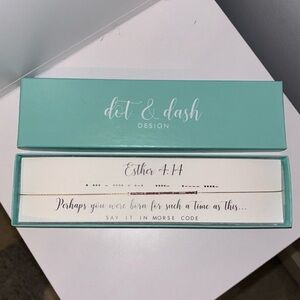 dot & dash
DESIGN
Esther 4:14
Perhaps you were born for such a time as this...
SAY IT IN MORSE CODE